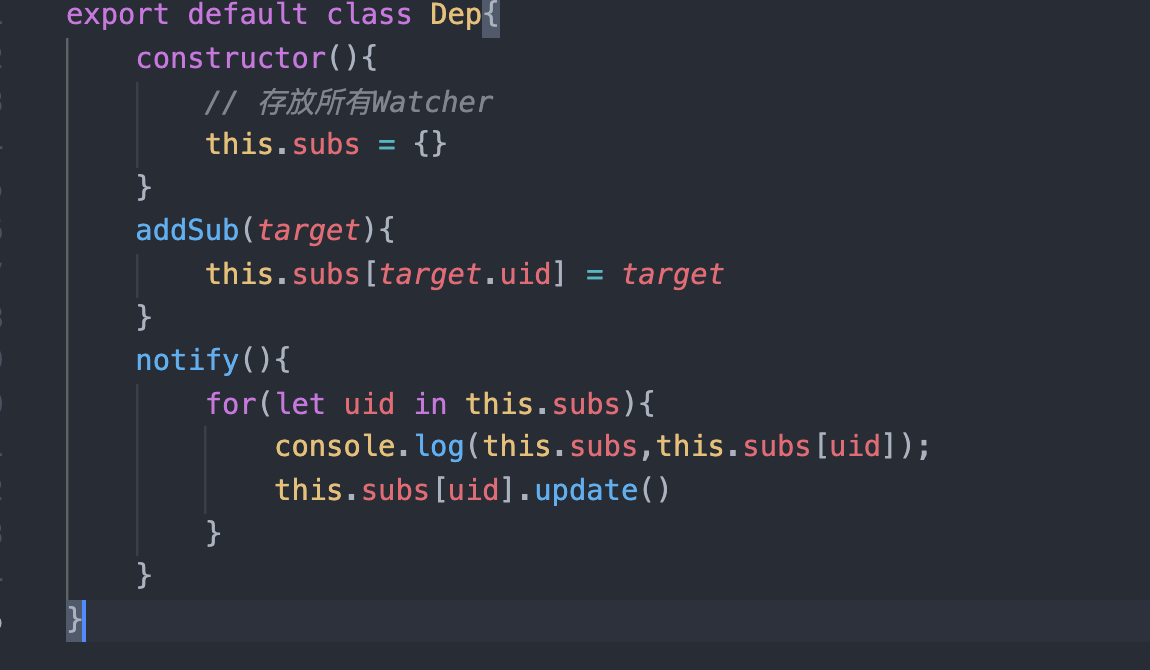 export default class Dep{
constructor(){
// 存放所有Watcher
this.subs = {}
}
addSub(target){
this.subs[target.uid] = target
}
notify(){
for(let uid in this.subs){
console.log(this.subs,this.subs[uid]);
this.subs[uid].update()
}
}
}